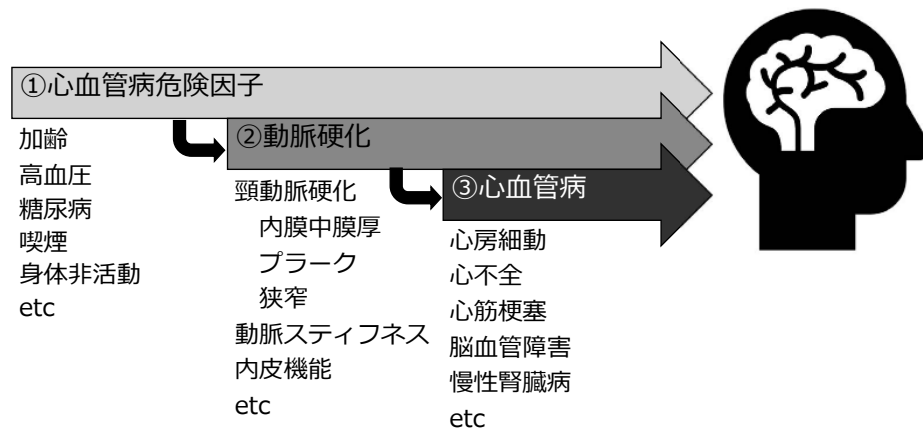 ①心血管病危険因子
加齢
高血圧
糖尿病
喫煙
身体非活動
etc
②動脈硬化
頸動脈硬化
内膜中膜厚
プラーク
狭窄
動脈スティフネス
内皮機能
etc
③心血管病
心房細動
心不全
心筋梗塞
脳血管障害
慢性腎臓病
etc